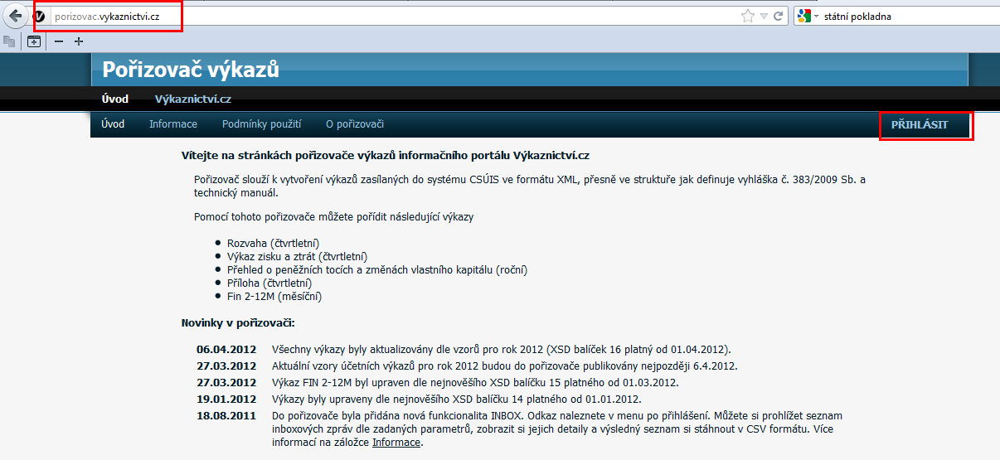 porizovac.vykaznictvi.cz
státní pokladna
Pořizovač výkazů
Úvod Výkaznictví.cz
Úvod Informace Podmínky použití O pořizovači PŘIHLÁSIT
Vítejte na stránkách pořizovače výkazů informačního portálu Výkaznictví.cz
Pořizovač slouží k vytvoření výkazů zasílaných do systému CSÚIS ve formátu XML, přesně ve struktuře jak definuje vyhláška č. 383/2009 Sb. a
technický manuál.
Pomocí tohoto pořizovače můžete pořídit následující výkazy
Rozvaha (čtvrtletní)
Výkaz zisku a ztrát (čtvrtletní)
Přehled o peněžních tocích a změnách vlastního kapitálu (roční)
Příloha (čtvrtletní)
Fin 2-12M (měsíční)
Novinky v pořizovači:
06.04.2012 Všechny výkazy byly aktualizovány dle vzorů pro rok 2012 (XSD balíček 16 platný od 01.04.2012).
27.03.2012 Aktuální vzory účetních výkazů pro rok 2012 budou do pořizovače publikovány nejpozději 6.4.2012.
27.03.2012 Výkaz FIN 2-12M byl upraven dle nejnovějšího XSD balíčku 15 platného od 01.03.2012.
19.01.2012 Výkazy byly upraveny dle nejnovějšího XSD balíčku 14 platného od 01.01.2012.
18.08.2011 Do pořizovače byla přidána nová funkcionalita INBOX. Odkaz naleznete v menu po přihlášení. Můžete si prohlížet seznam
inboxových zpráv dle zadaných parametrů, zobrazit si jejich detaily a výsledný seznam si stáhnout v CSV formátu. Více
informací na záložce Informace.